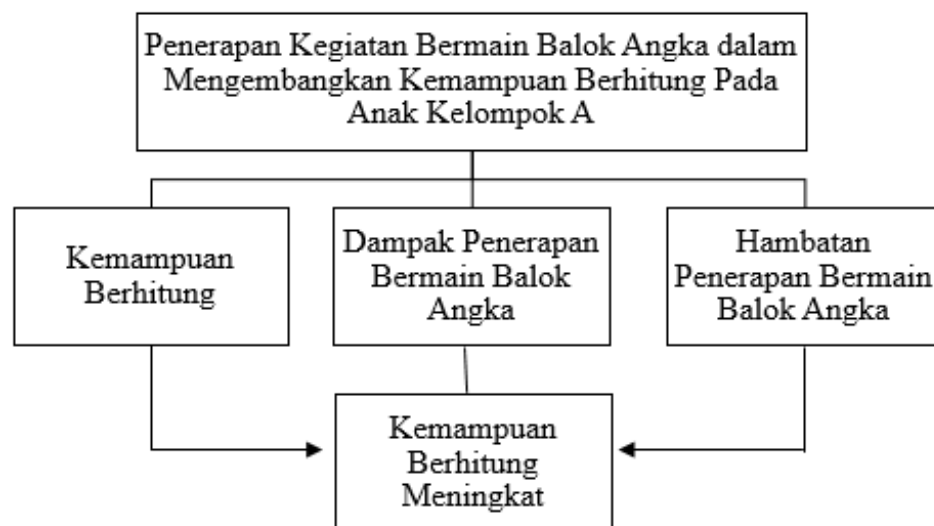 Penerapan Kegiatan Bermain Balok Angka dalam
Mengembangkan Kemampuan Berhitung Pada
Anak Kelompok A
Kemampuan
Berhitung
Dampak Penerapan
Bermain Balok
Angka
Hambatan
Penerapan Bermain
Balok Angka
Kemampuan
Berhitung
Meningkat